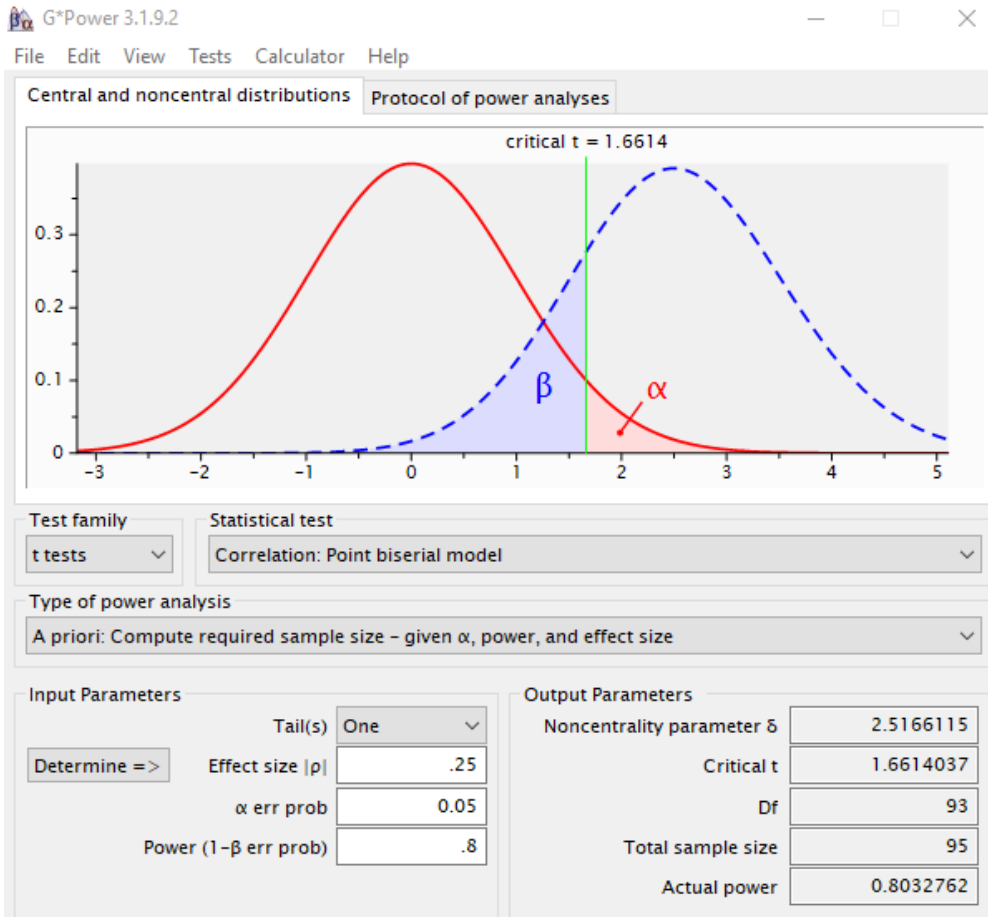 βα G*Power 3.1.9.2
File Edit View Tests Calculator Help
Central and noncentral distributions Protocol of power analyses
critical t = 1.6614
0.3
0.2
0.1
0
β
α
-3 -2 -1 0 1 2 3 4 5
Test family Statistical test
t tests Correlation: Point biserial model
Type of power analysis
A priori: Compute required sample size - given α, power, and effect size
Input Parameters Output Parameters
Tail(s) One Noncentrality parameter δ 2.5166115
Determine => Effect size |ρ| .25 Critical t 1.6614037
α err prob 0.05 Df 93
Power (1-β err prob) .8 Total sample size 95
Actual power 0.8032762